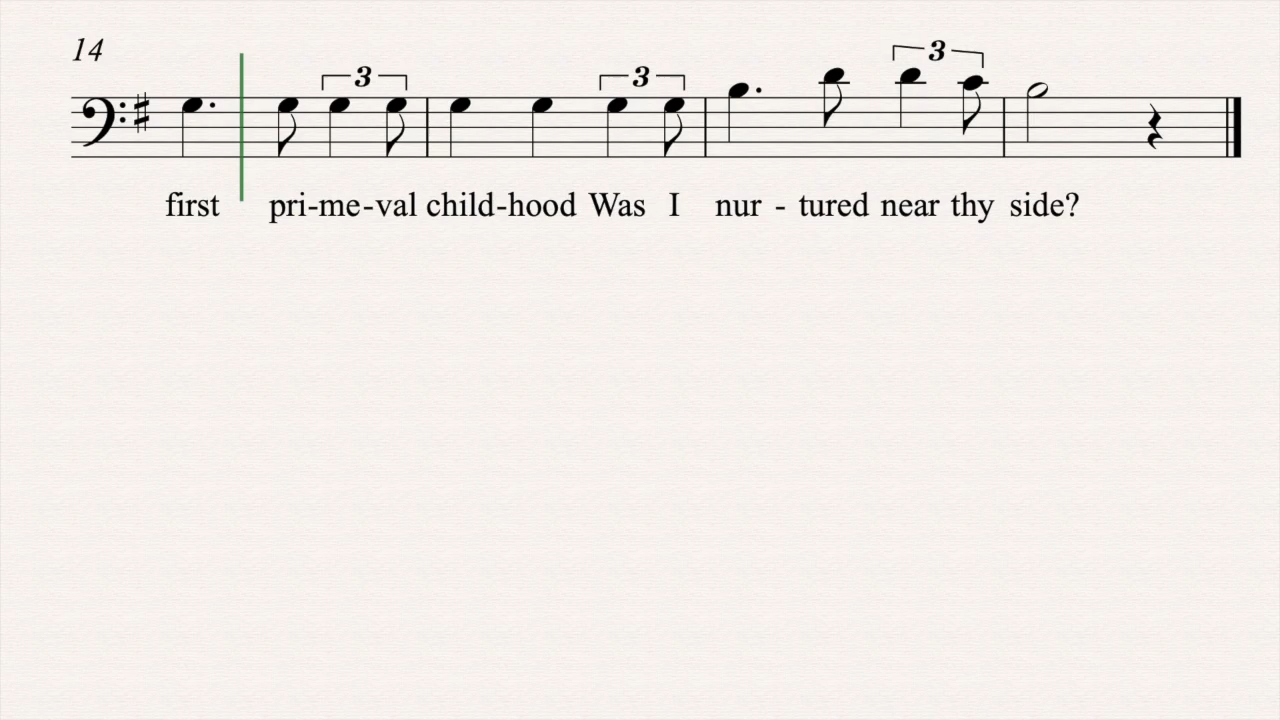 14
3 3 3
first pri-me-val child-hood Was I nur - tured near thy side?